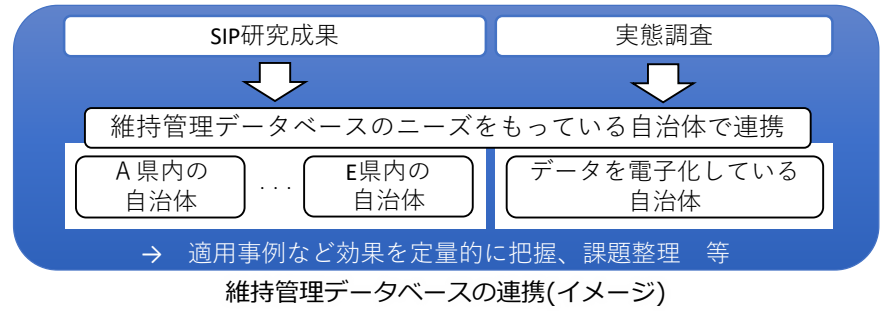 SIP研究成果
実態調査
維持管理データベースのニーズをもっている自治体で連携
A県内の
自治体
・・・
E県内の
自治体
データを電子化している
自治体
→ 適用事例など効果を定量的に把握、課題整理　等
維持管理データベースの連携(イメージ)